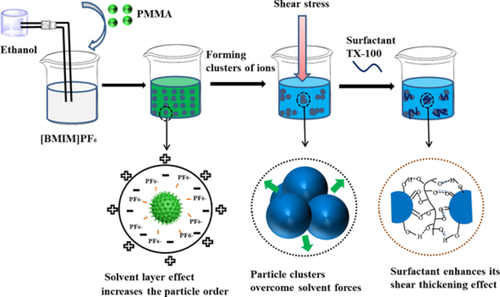 Shear stress
PMMA
Ethanol
Surfactant
TX-100
Forming
clusters of ions
[BMIM]PF₆
PF6-
PF6-
PF6-
PF6-
PF6-
PF6-
PF6-
PF6-
Solvent layer effect
increases the particle order
Particle clusters
overcome solvent forces
Surfactant enhances its
shear thickening effect